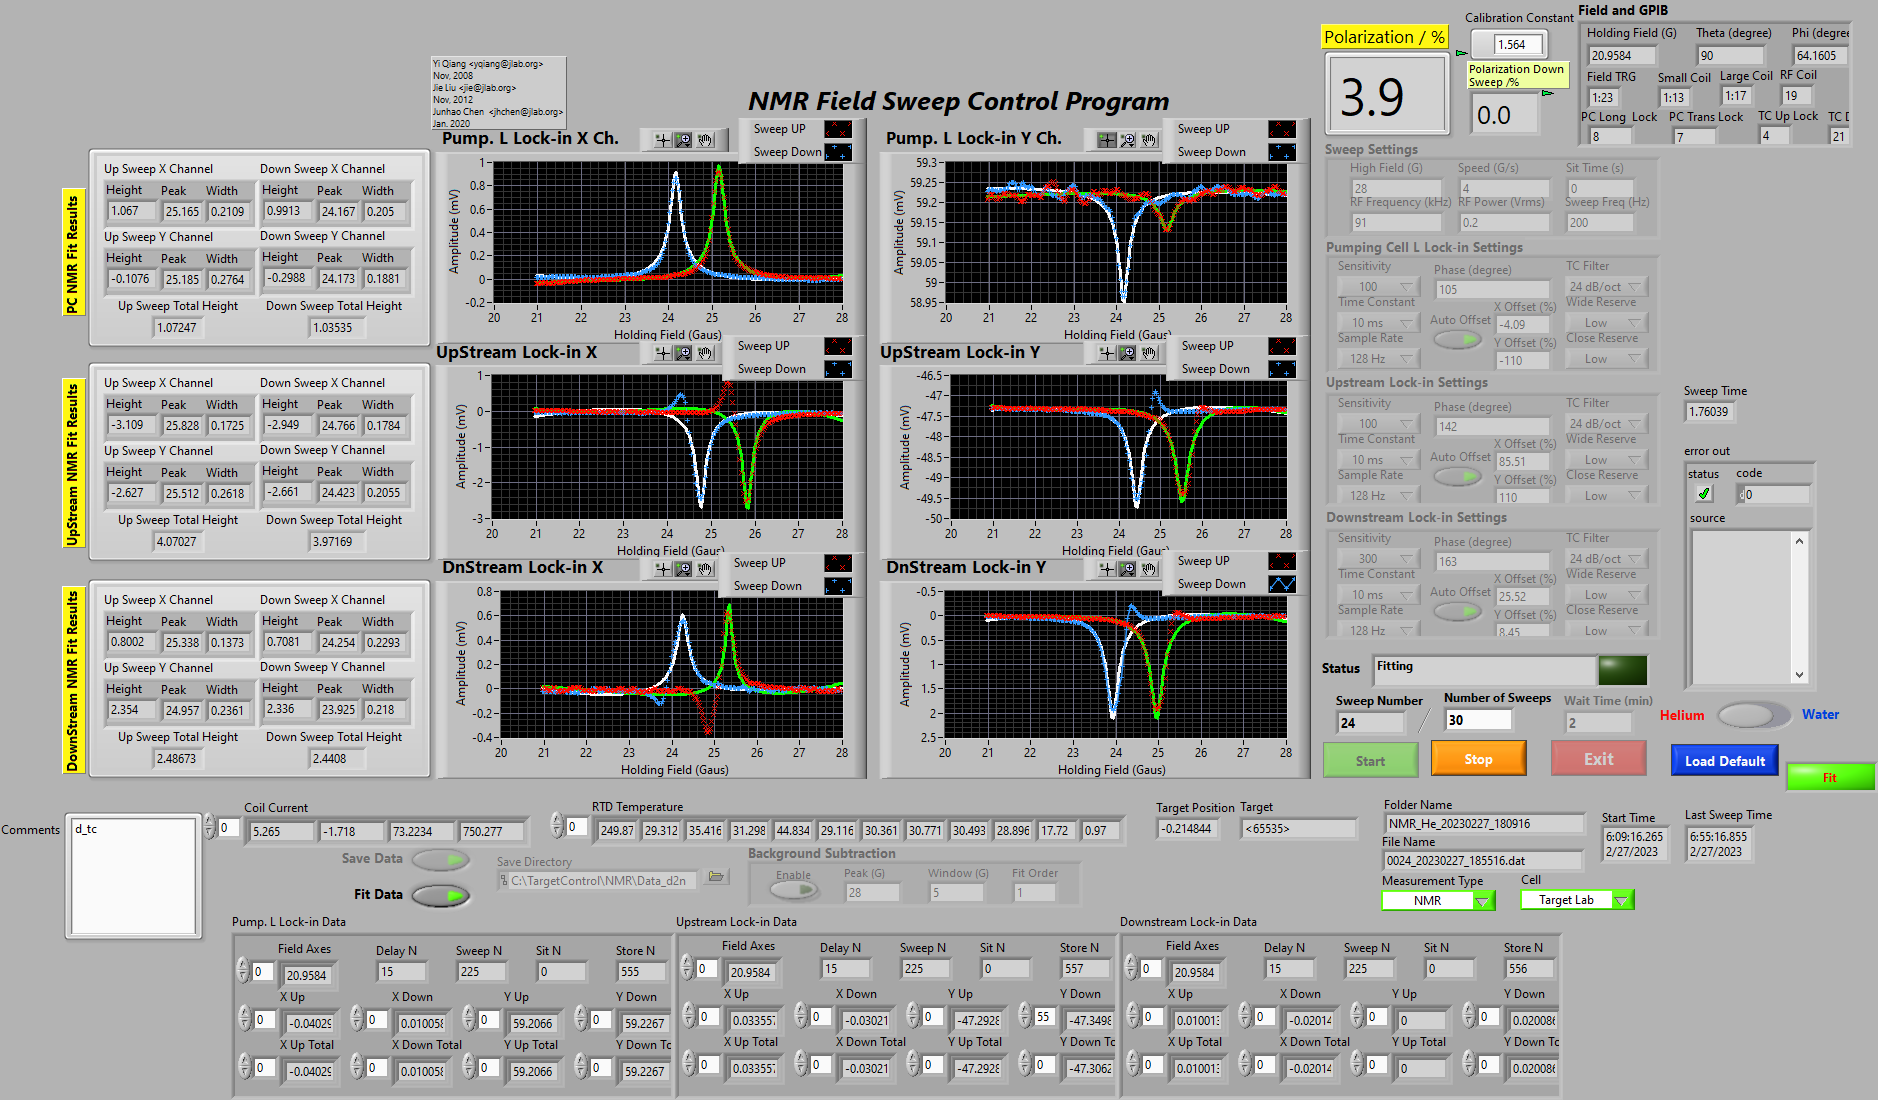 Yi Qiang <yqiang@jlab.org>
Nov, 2008
Jie Liu <jie@jlab.org>
Nov, 2012
Junhao Chen <jhchen@jlab.org>
Jan. 2020
NMR Field Sweep Control Program
Polarization / %
3.9
Calibration Constant
1.564
Polarization Down
Sweep /%
0.0
Field and GPIB
Holding Field (G) Theta (degree) Phi (degree
20.9584 90 64.1605
Field TRG Small Coil Large Coil RF Coil
1:23 1:13 1:17 19
PC Long Lock PC Trans Lock TC Up Lock TC D
8 7 4 21
PC NMR Fit Results
Up Sweep X Channel Down Sweep X Channel
Height Peak Width Height Peak Width
1.067 25.165 0.2109 0.9913 24.167 0.205
Up Sweep Y Channel Down Sweep Y Channel
Height Peak Width Height Peak Width
-0.1076 25.185 0.2764 -0.2988 24.173 0.1881
Up Sweep Total Height Down Sweep Total Height
1.07247 1.03535
Pump. L Lock-in X Ch.
Sweep UP
Sweep Down
Amplitude (mV)
1
0.8
0.6
0.4
0.2
0
-0.2
20 21 22 23 24 25 26 27 28
Holding Field (Gaus)
Pump. L Lock-in Y Ch.
Sweep UP
Sweep Down
Amplitude (mV)
59.3
59.25
59.2
59.15
59.1
59.05
59
58.95
20 21 22 23 24 25 26 27 28
Holding Field (Gaus)
UpStream NMR Fit Results
Up Sweep X Channel Down Sweep X Channel
Height Peak Width Height Peak Width
-3.109 25.828 0.1725 -2.949 24.766 0.1784
Up Sweep Y Channel Down Sweep Y Channel
Height Peak Width Height Peak Width
-2.627 25.512 0.2618 -2.661 24.423 0.2055
Up Sweep Total Height Down Sweep Total Height
4.07027 3.97169
UpStream Lock-in X
Sweep UP
Sweep Down
Amplitude (mV)
1
0
-1
-2
-3
20 21 22 23 24 25 26 27 28
Holding Field (Gaus)
UpStream Lock-in Y
Sweep UP
Sweep Down
Amplitude (mV)
-46.5
-47
-47.5
-48
-48.5
-49
-49.5
-50
20 21 22 23 24 25 26 27 28
Holding Field (Gaus)
DownStream NMR Fit Results
Up Sweep X Channel Down Sweep X Channel
Height Peak Width Height Peak Width
0.8002 25.338 0.1373 0.7081 24.254 0.2293
Up Sweep Y Channel Down Sweep Y Channel
Height Peak Width Height Peak Width
2.354 24.957 0.2361 2.336 23.925 0.218
Up Sweep Total Height Down Sweep Total Height
2.48673 2.4408
DnStream Lock-in X
Sweep UP
Sweep Down
Amplitude (mV)
0.8
0.6
0.4
0.2
0
-0.2
-0.4
20 21 22 23 24 25 26 27 28
Holding Field (Gaus)
DnStream Lock-in Y
Sweep UP
Sweep Down
Amplitude (mV)
-0.5
0
0.5
1
1.5
2
2.5
20 21 22 23 24 25 26 27 28
Holding Field (Gaus)
Sweep Settings
High Field (G) Speed (G/s) Sit Time (s)
28 4 0
RF Frequency (kHz) RF Power (Vrms) Sweep Freq (Hz)
91 0.2 200
Pumping Cell L Lock-in Settings
Sensitivity Phase (degree) TC Filter
100 105 24 dB/oct
Time Constant X Offset (%) Wide Reserve
10 ms Auto Offset -4.09 Low
Sample Rate Y Offset (%) Close Reserve
128 Hz -110 Low
Upstream Lock-in Settings
Sensitivity Phase (degree) TC Filter
100 142 24 dB/oct
Time Constant X Offset (%) Wide Reserve
10 ms Auto Offset 85.51 Low
Sample Rate Y Offset (%) Close Reserve
128 Hz 110 Low
Downstream Lock-in Settings
Sensitivity Phase (degree) TC Filter
300 163 24 dB/oct
Time Constant X Offset (%) Wide Reserve
10 ms Auto Offset 25.52 Low
Sample Rate Y Offset (%) Close Reserve
128 Hz 8.45 Low
Sweep Time
1.76039
error out
status code
0
source
Status Fitting
Sweep Number Number of Sweeps Wait Time (min)
24 / 30 2
Helium Water
Start Stop Exit Load Default
Fit
Comments d_tc
Coil Current
0 5.265 -1.718 73.2234 750.277
RTD Temperature
0 249.87 29.312 35.416 31.298 44.834 29.116 30.361 30.771 30.493 28.896 17.72 0.97
Target Position Target
-0.214844 <65535>
Folder Name
NMR_He_20230227_180916
File Name
0024_20230227_185516.dat
Start Time Last Sweep Time
6:09:16.265 6:55:16.855
2/27/2023 2/27/2023
Measurement Type Cell
NMR Target Lab
Save Data
Fit Data
Save Directory
C:\TargetControl\NMR\Data_d2n
Background Subtraction
Enable Peak (G) Window (G) Fit Order
28 5 1
Pump. L Lock-in Data
Field Axes Delay N Sweep N Sit N Store N
0 20.9584 15 225 0 555
X Up X Down Y Up Y Down
0 -0.04029 0 0.010058 0 59.2066 0 59.2267
X Up Total X Down Total Y Up Total Y Down To
0 -0.04029 0 0.010058 0 59.2066 0 59.2267
Upstream Lock-in Data
Field Axes Delay N Sweep N Sit N Store N
0 20.9584 15 225 0 557
X Up X Down Y Up Y Down
0 0.033557 0 -0.03021 0 -47.2928 55 -47.3498
X Up Total X Down Total Y Up Total Y Down Tc
0 0.033557 0 -0.03021 0 -47.2928 0 -47.3062
Downstream Lock-in Data
Field Axes Delay N Sweep N Sit N Store N
0 20.9584 15 225 0 556
X Up X Down Y Up Y Down
0 0.010013 0 -0.02014 0 0 0 0.020086
X Up Total X Down Total Y Up Total Y Down Tc
0 0.010013 0 -0.02014 0 0 0 0.020086